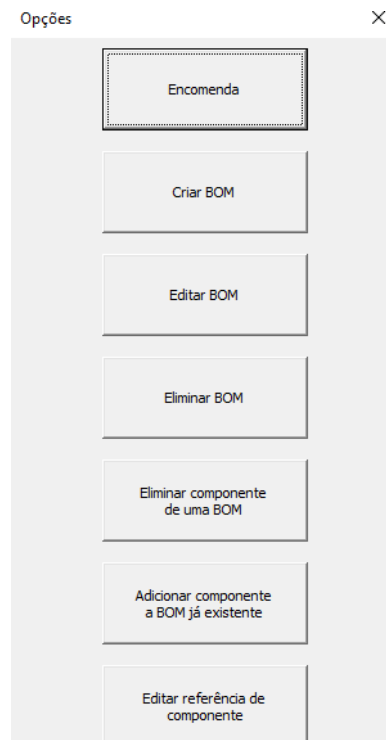 Opções
Encomenda
Criar BOM
Editar BOM
Eliminar BOM
Eliminar componente
de uma BOM
Adicionar componente
a BOM já existente
Editar referência de
componente